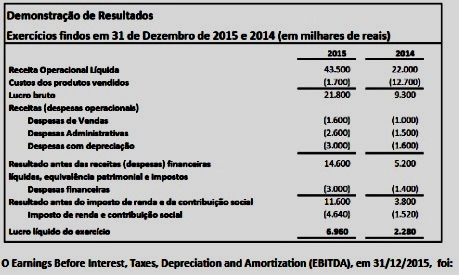 Demonstração de Resultados
Exercícios findos em 31 de Dezembro de 2015 e 2014 (em milhares de reais)
2015 2014
Receita Operacional Líquida 43.500 22.000
Custos dos produtos vendidos (1.700) (12.700)
Lucro bruto 21.800 9.300
Receitas (despesas operacionais)
Despesas de Vendas (1.600) (1.000)
Despesas Administrativas (2.600) (1.500)
Despesas com depreciação (3.000) (1.600)
Resultado antes das receitas (despesas) financeiras 14.600 5.200
líquidas, equivalência patrimonial e impostos
Despesas financeiras (3.000) (1.400)
Resultado antes do imposto de renda e da contribuição social 11.600 3.800
Imposto de renda e contribuição social (4.640) (1.520)
Lucro líquido do exercício 6.960 2.280
O Earnings Before Interest, Taxes, Depreciation and Amortization (EBITDA), em 31/12/2015, foi: